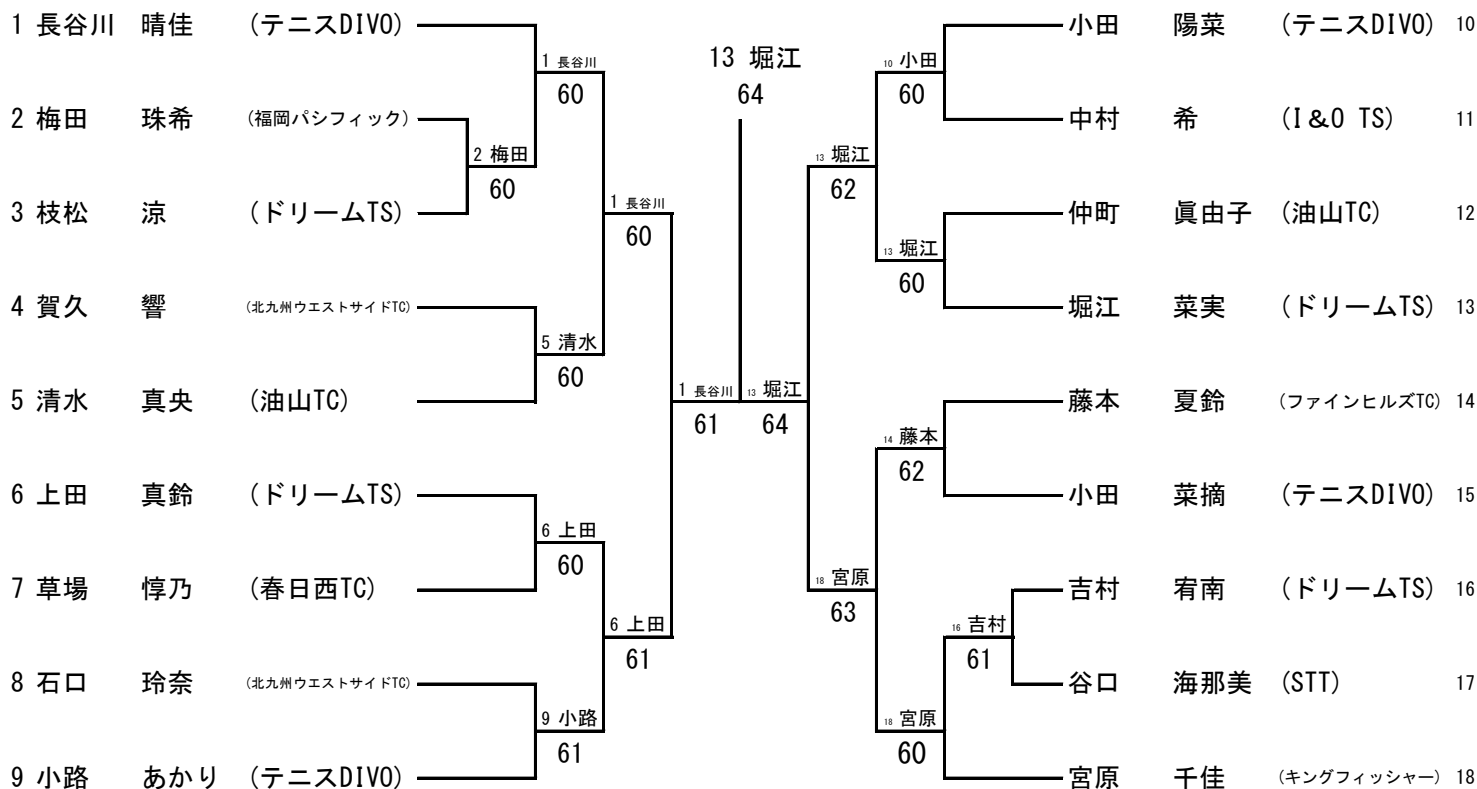 1 長谷川 晴佳 (テニスDIVO)
2 梅田 珠希 (福岡パシフィック)
3 枝松 涼 (ドリームTS)
4 賀久 響 (北九州ウエストサイドTC)
5 清水 真央 (油山TC)
6 上田 真鈴 (ドリームTS)
7 草場 惇乃 (春日西TC)
8 石口 玲奈 (北九州ウエストサイドTC)
9 小路 あかり (テニスDIVO)
2 梅田
60
1 長谷川
60
5 清水
60
6 上田
60
9 小路
61
1 長谷川
60
6 上田
61
1 長谷川
61
13 堀江
64
13 堀江
64
13 堀江
62
18 宮原
63
10 小田
60
13 堀江
60
14 藤本
62
18 宮原
60
16 吉村
61
小田 陽菜 (テニスDIVO) 10
中村 希 (I&O TS) 11
仲町 眞由子 (油山TC) 12
堀江 菜実 (ドリームTS) 13
藤本 夏鈴 (ファインヒルズTC) 14
小田 菜摘 (テニスDIVO) 15
吉村 宥南 (ドリームTS) 16
谷口 海那美 (STT) 17
宮原 千佳 (キングフィッシャー) 18